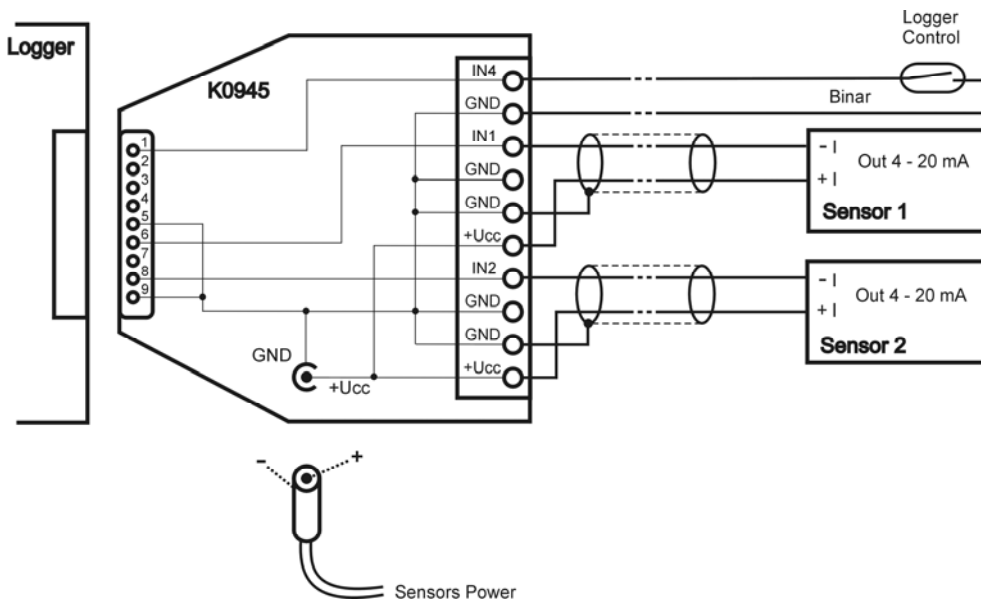 Logger
K0945
Logger
Control
Binar
IN4
GND
IN1
GND
GND
+Ucc
IN2
GND
GND
+Ucc
1
2
3
4
5
6
7
8
9
- I
+ I
Out 4 - 20 mA
Sensor 1
- I
+ I
Out 4 - 20 mA
Sensor 2
GND
+Ucc
-
+
Sensors Power